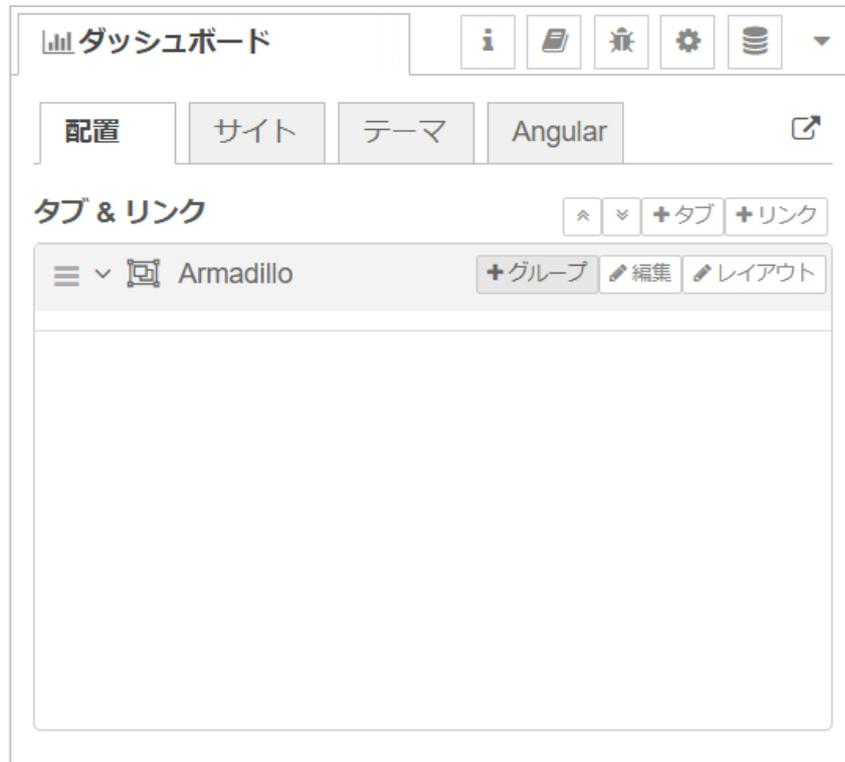 ダッシュボード
配置 サイト テーマ Angular
タブ & リンク +タブ +リンク
Armadillo +グループ 編集 レイアウト